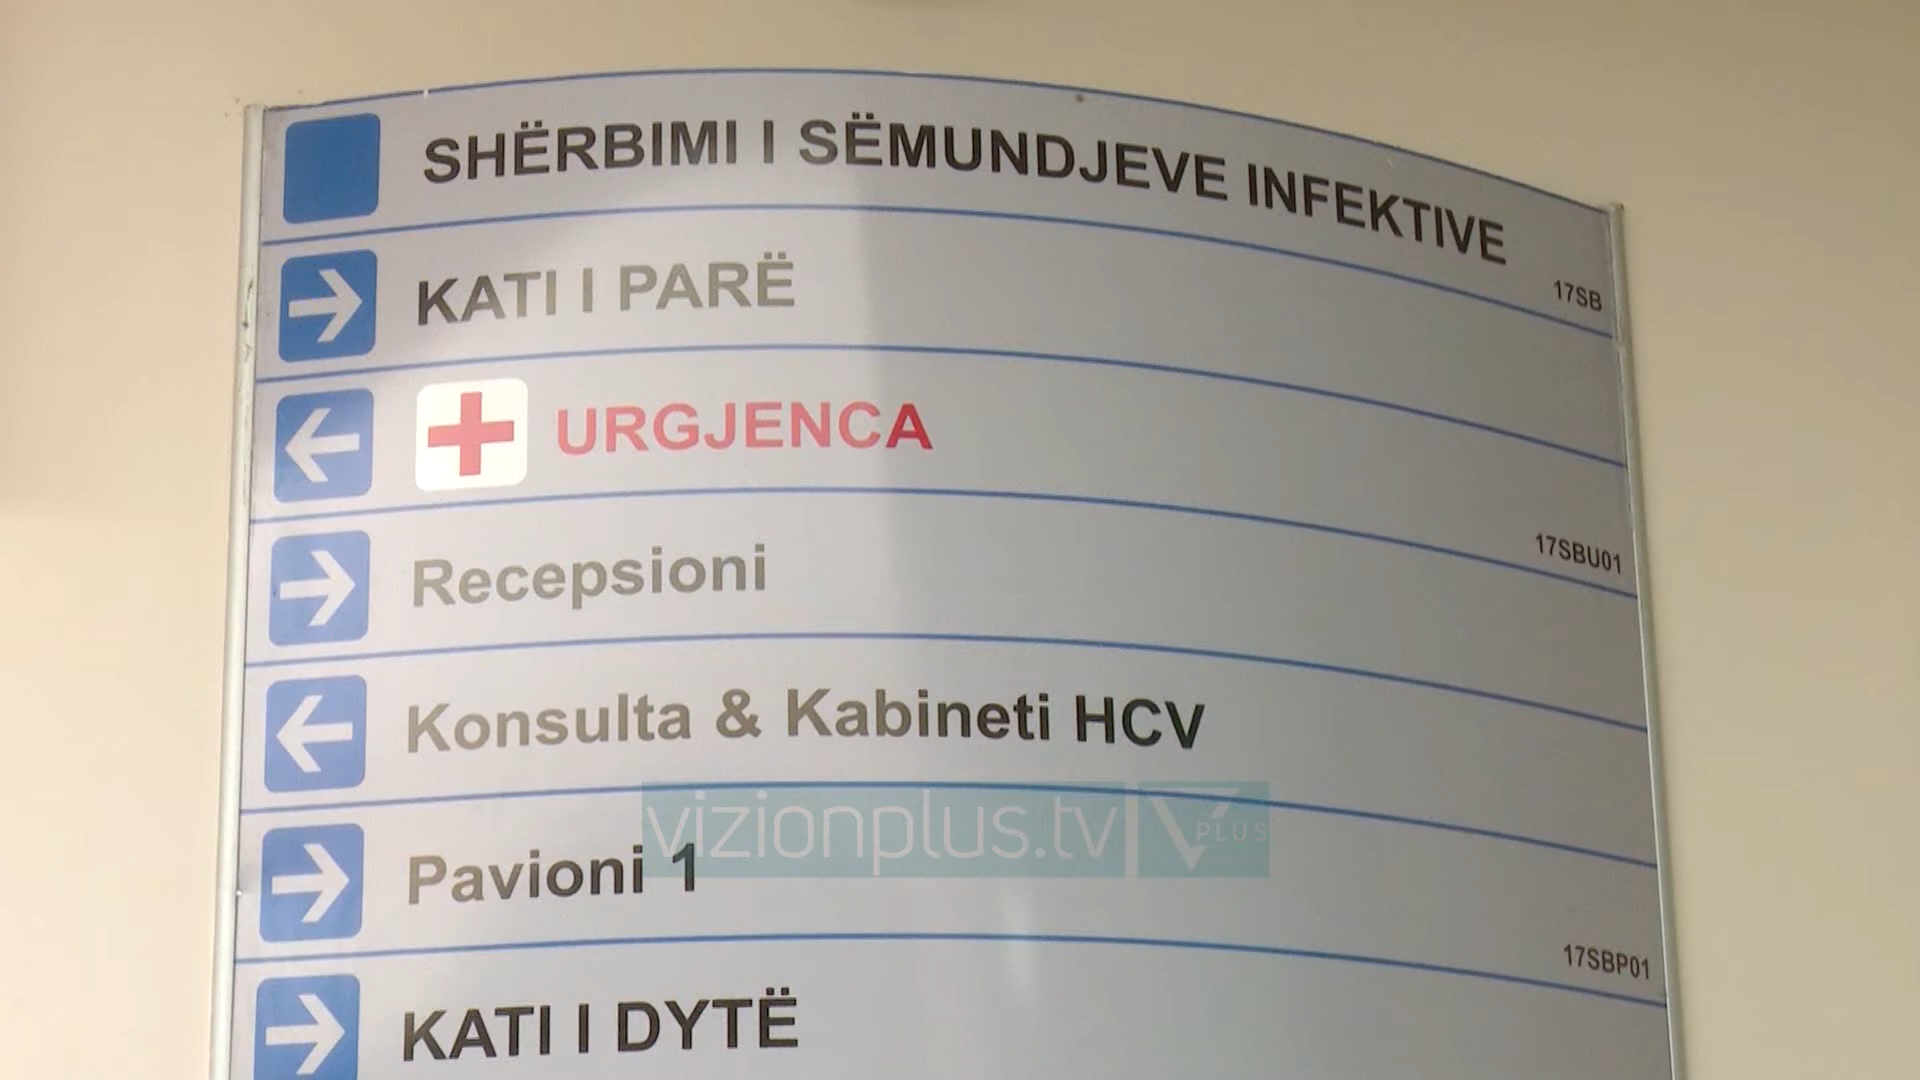 SHËRBIMI I SËMUNDJEVE INFEKTIVE
17SB
KATI I PARË
URGJENCA
17SBU01
Recepsioni
Konsulta & Kabineti HCV
vizionplus.tv
V PLUS
Pavioni 1
17SBP01
KATI I DYTË